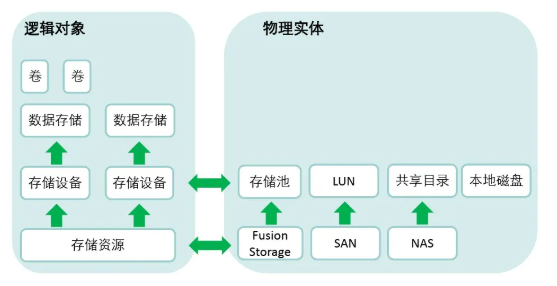 逻辑对象
物理实体
卷
卷
数据存储
数据存储
存储设备
存储设备
存储池
LUN
共享目录
本地磁盘
存储资源
Fusion
Storage
SAN
NAS